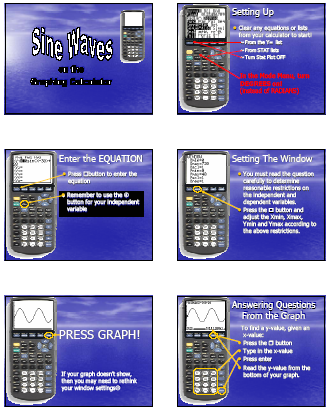 Sine Waves
on the
Graphing Calculator
Setting Up
Clear any equations or lists
from your calculator to start!
From the Y= list
From STAT lists
Turn Stat Plot OFF
In the Mode Menu, turn
DEGREES on!
(instead of RADIANS)
Enter the EQUATION
Press □button to enter the
equation
Remember to use the
button for your independent
variable
Setting The Window
You must read the question
carefully to determine
reasonable restrictions on
the independent and
dependent variables.
Press the □ button and
adjust the Xmin, Xmax,
Ymin and Ymax according to
the above restrictions.
PRESS GRAPH!
If your graph doesn't show,
then you may need to rethink
your window settings
Answering Questions
From the Graph
To find a y-value, given an
x-value:
Press the □ button
Type in the x-value
Press enter
Read the y-value from the
bottom of your graph.